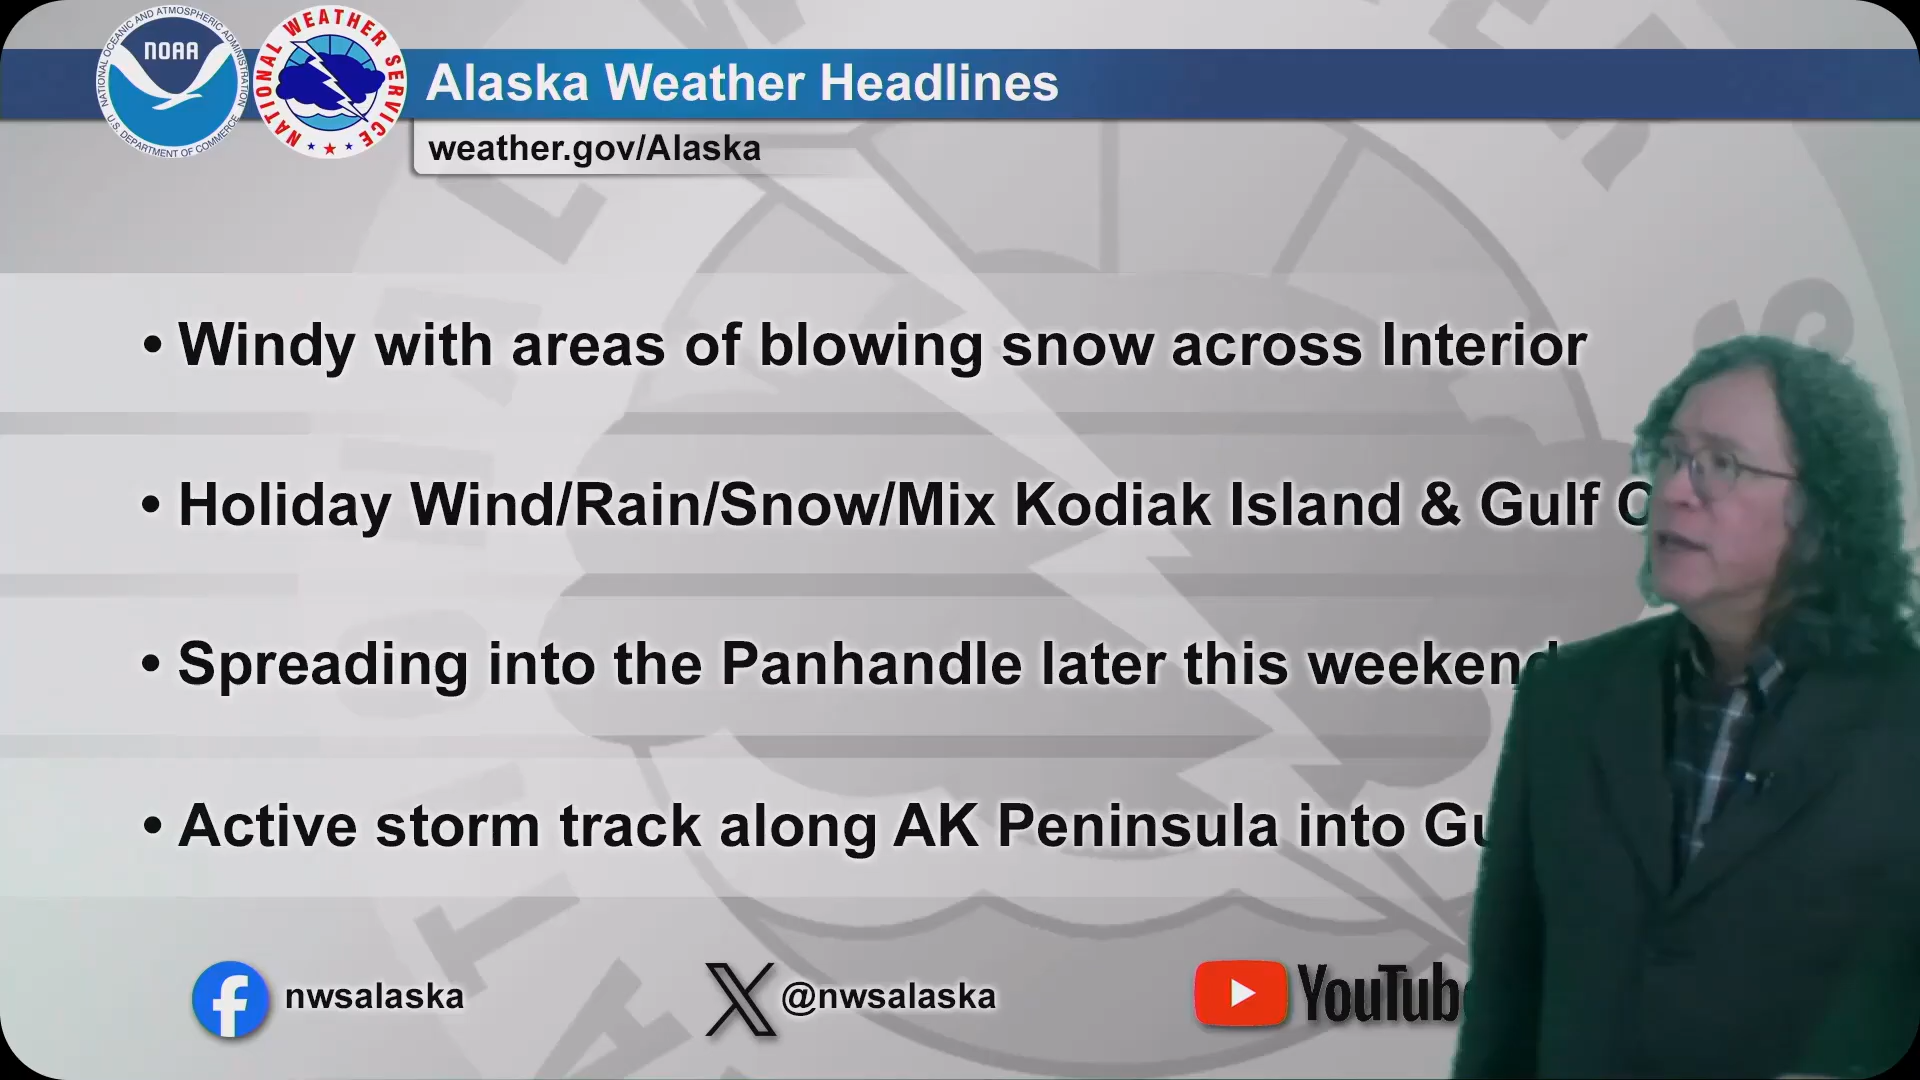 NOAA
NATIONAL OCEANIC AND ATMOSPHERIC ADMINISTRATION
U.S. DEPARTMENT OF COMMERCE
NATIONAL WEATHER SERVICE
Alaska Weather Headlines
weather.gov/Alaska
• Windy with areas of blowing snow across Interior
• Holiday Wind/Rain/Snow/Mix Kodiak Island & Gulf
• Spreading into the Panhandle later this weekend
• Active storm track along AK Peninsula into
nwsalaska
@nwsalaska
YouTube